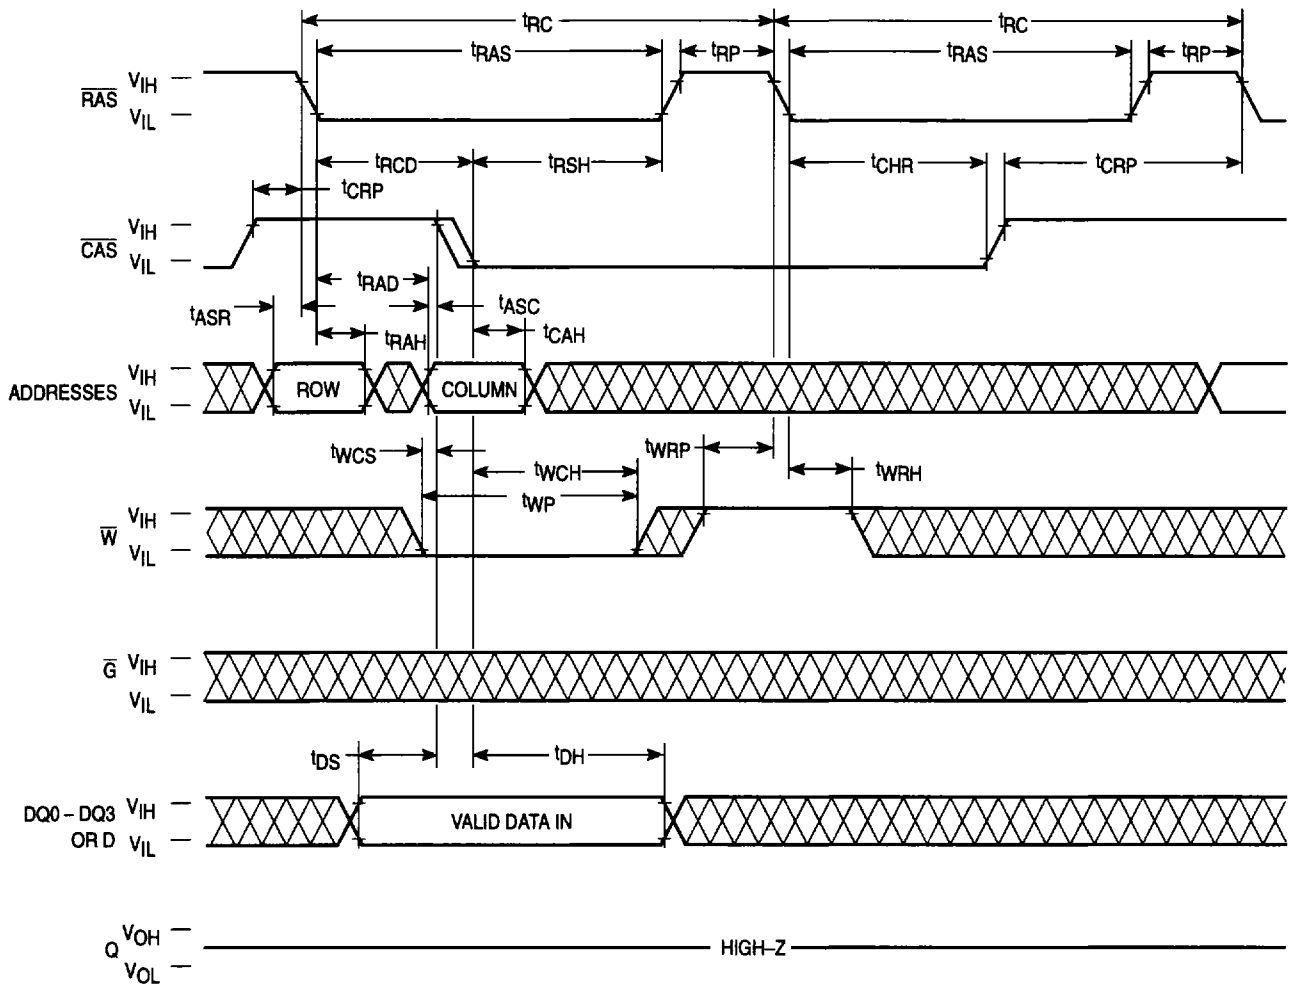 tRC tRC
tRAS tRP tRAS tRP
RAS VIH
VIL
tRCD tRSH tCHR tCRP
tCRP
CAS VIH
VIL
tRAD
tASR tASC
tRAH tCAH
ADDRESSES VIH ROW COLUMN
VIL
tWCS tWCH tWRP tWRH
tWP
W VIH
VIL
G VIH
VIL
tDS tDH
DQ0 – DQ3 VIH
OR D VIL VALID DATA IN
Q VOH HIGH–Z
VOL